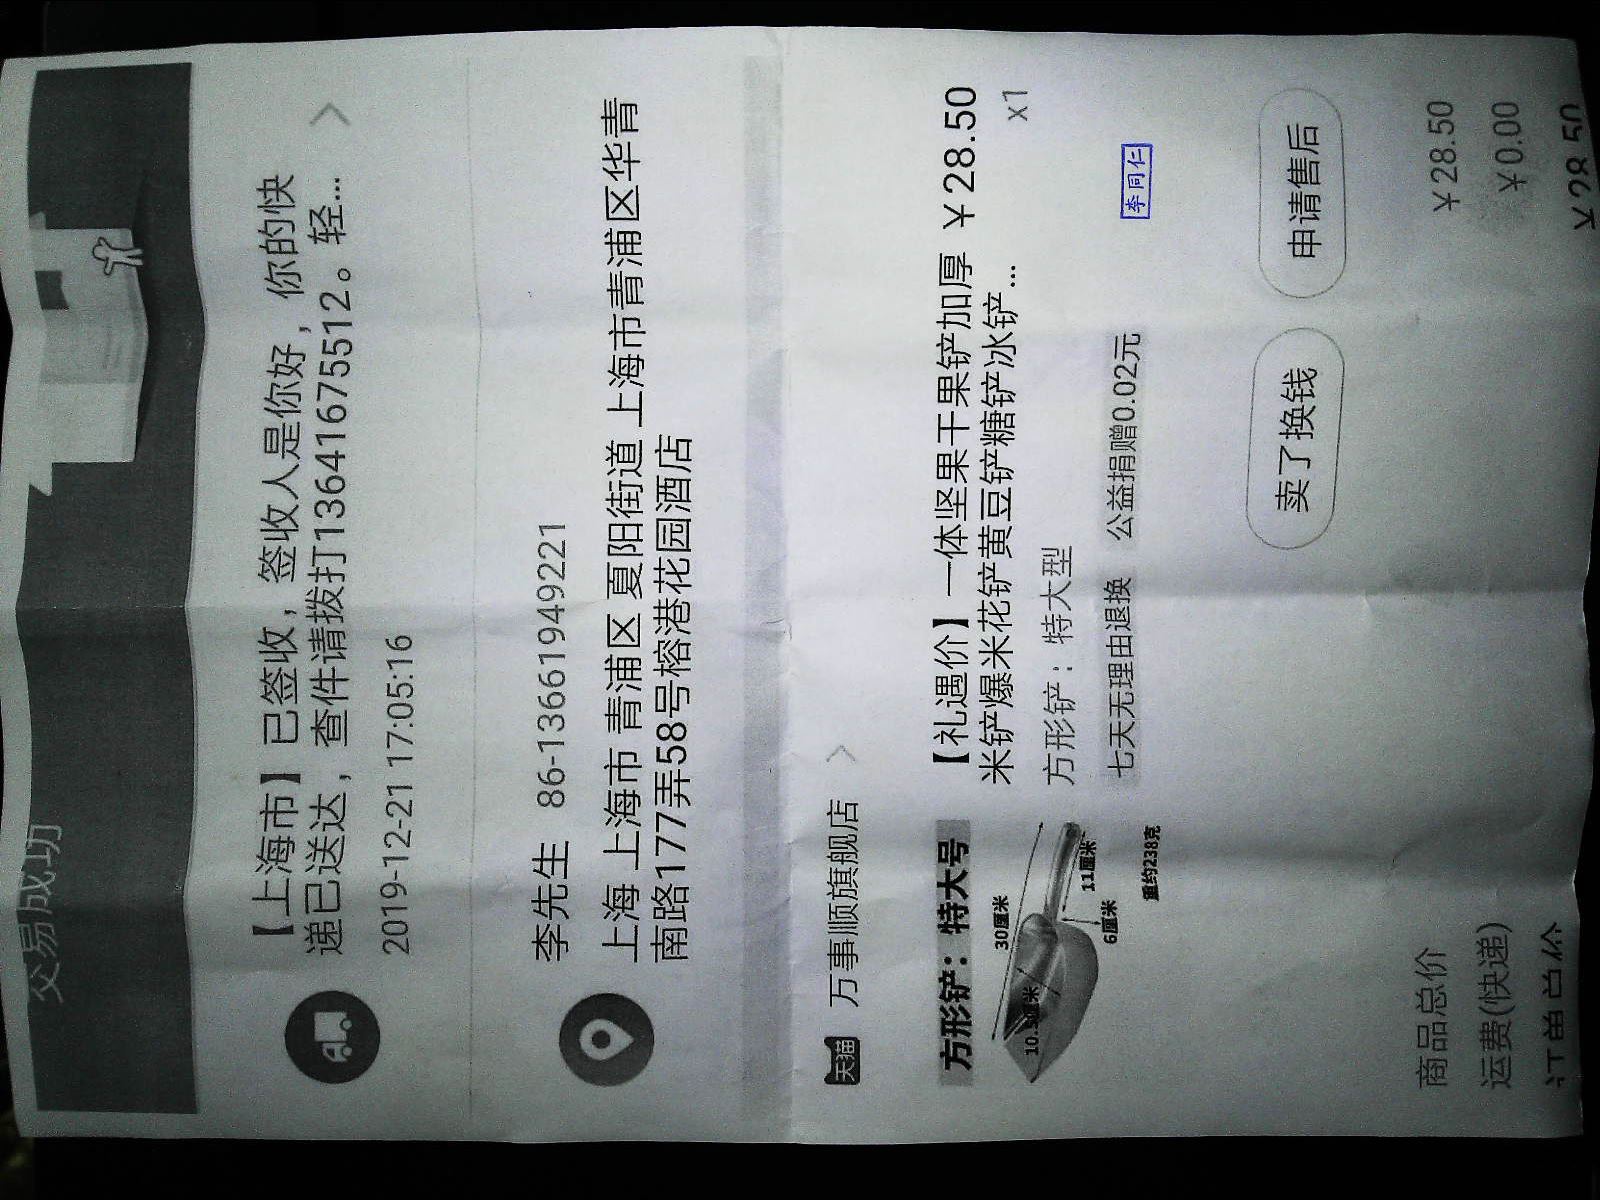 交易成功
【上海市】已签收，签收人是你好，你的快
递已送达，查件请拨打13641675512。轻...
2019-12-21 17:05:16
李先生 86-13661949221
上海 上海市 青浦区 夏阳街道 上海市青浦区华青
南路177弄58号榕港花园酒店
天猫 万事顺旗舰店
方形铲：特大号
30厘米
11厘米
6厘米
重约238克
【礼遇价】一体坚果干果铲加厚 ￥28.50
米铲爆米花铲黄豆铲糖铲冰铲... x1
方形铲：特大型
七天无理由退换 公益捐赠0.02元
李同仁
卖了换钱 申请售后
商品总价 ￥28.50
运费(快递) ￥0.00
订单总价 ￥28.50